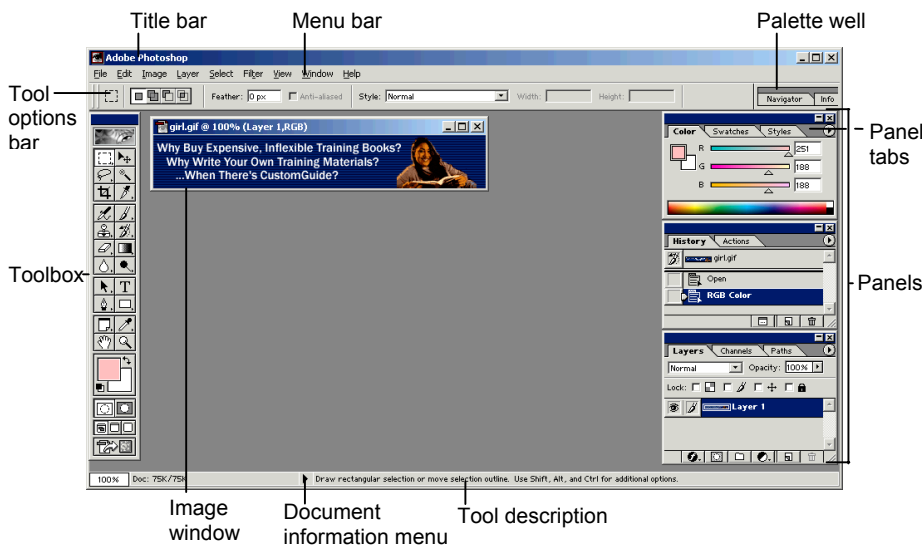 Title bar
Menu bar
Palette well
Adobe Photoshop
File Edit Image Layer Select Filter View Window Help
Tool options bar
Feather: 0 px
Anti-aliased
Style: Normal
Width:
Height:
Navigator
Info
girl.gif @ 100% (Layer 1,RGB)
Why Buy Expensive, Inflexible Training Books?
Why Write Your Own Training Materials?
...When There's CustomGuide?
Color Swatches Styles
Panel tabs
R 251
G 188
B 188
History Actions
girl.gif
Open
RGB Color
Toolbox
T
Panels
Layers Channels Paths
Normal Opacity: 100%
Lock:
Layer 1
100% Doc: 75K/75K
Draw rectangular selection or move selection outline. Use Shift, Alt, and Ctrl for additional options.
Image window
Document information menu
Tool description